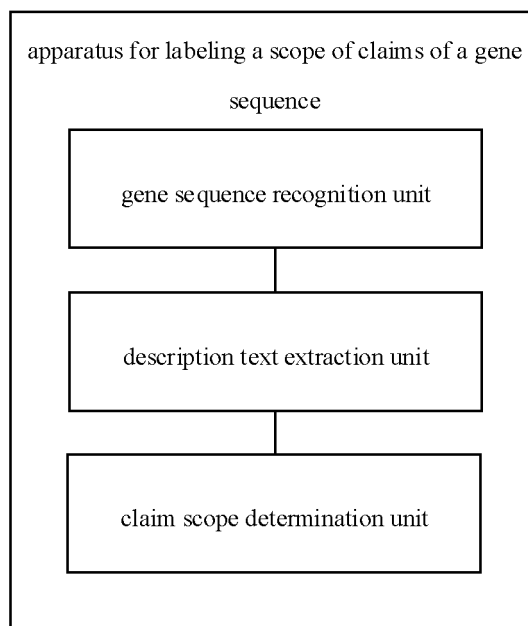 apparatus for labeling a scope of claims of a gene
sequence
gene sequence recognition unit
description text extraction unit
claim scope determination unit